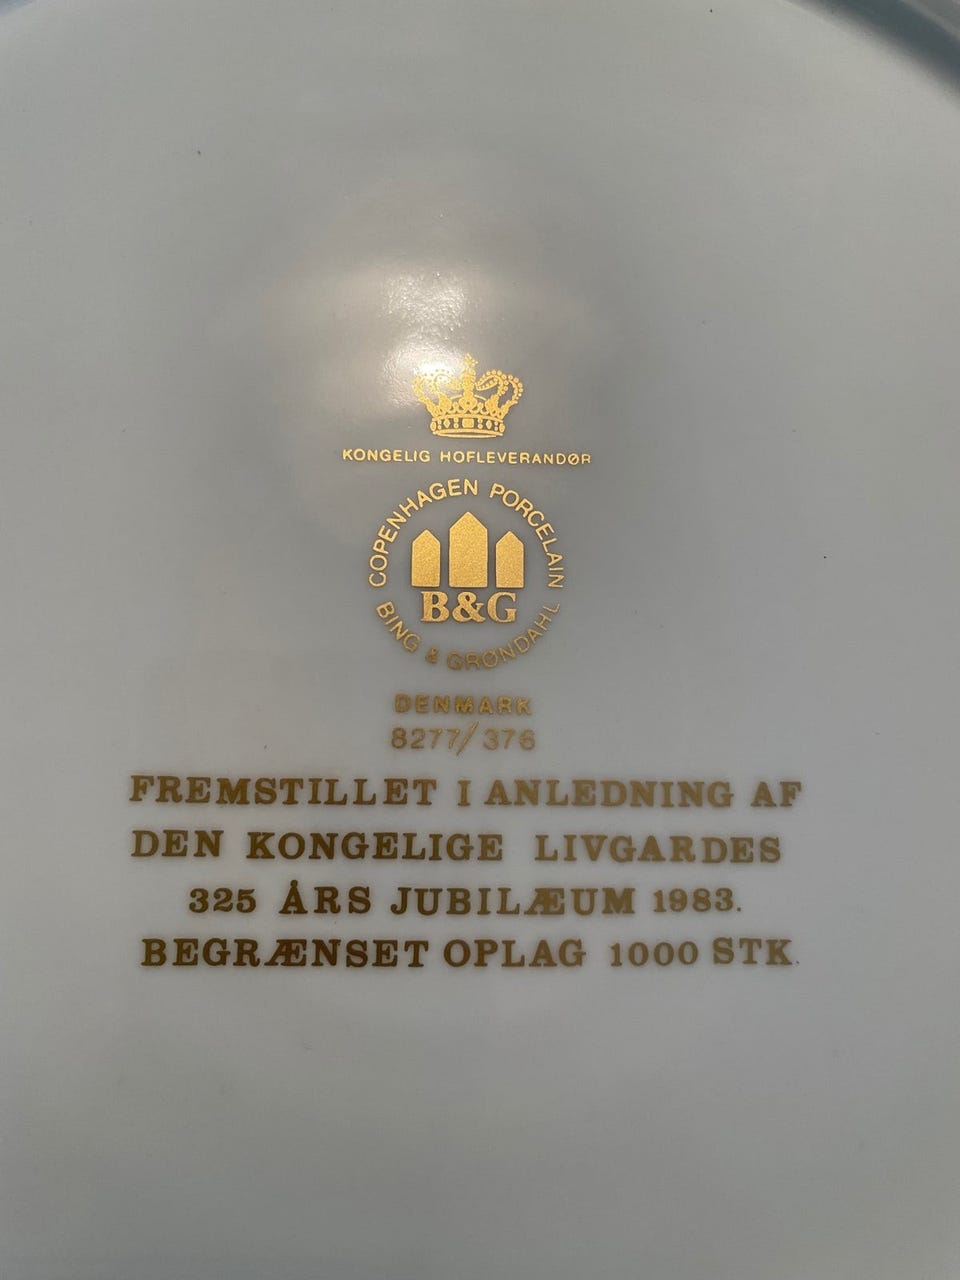 KONGELIG HOFLEVERANDØR
COPENHAGEN PORCELAIN
B&G
BING & GRØNDAHL
DENMARK
8277/376
FREMSTILLET I ANLEDNING AF
DEN KONGELIGE LIVGARDES
325 ÅRS JUBILÆUM 1983.
BEGRÆNSET OPLAG 1000 STK.